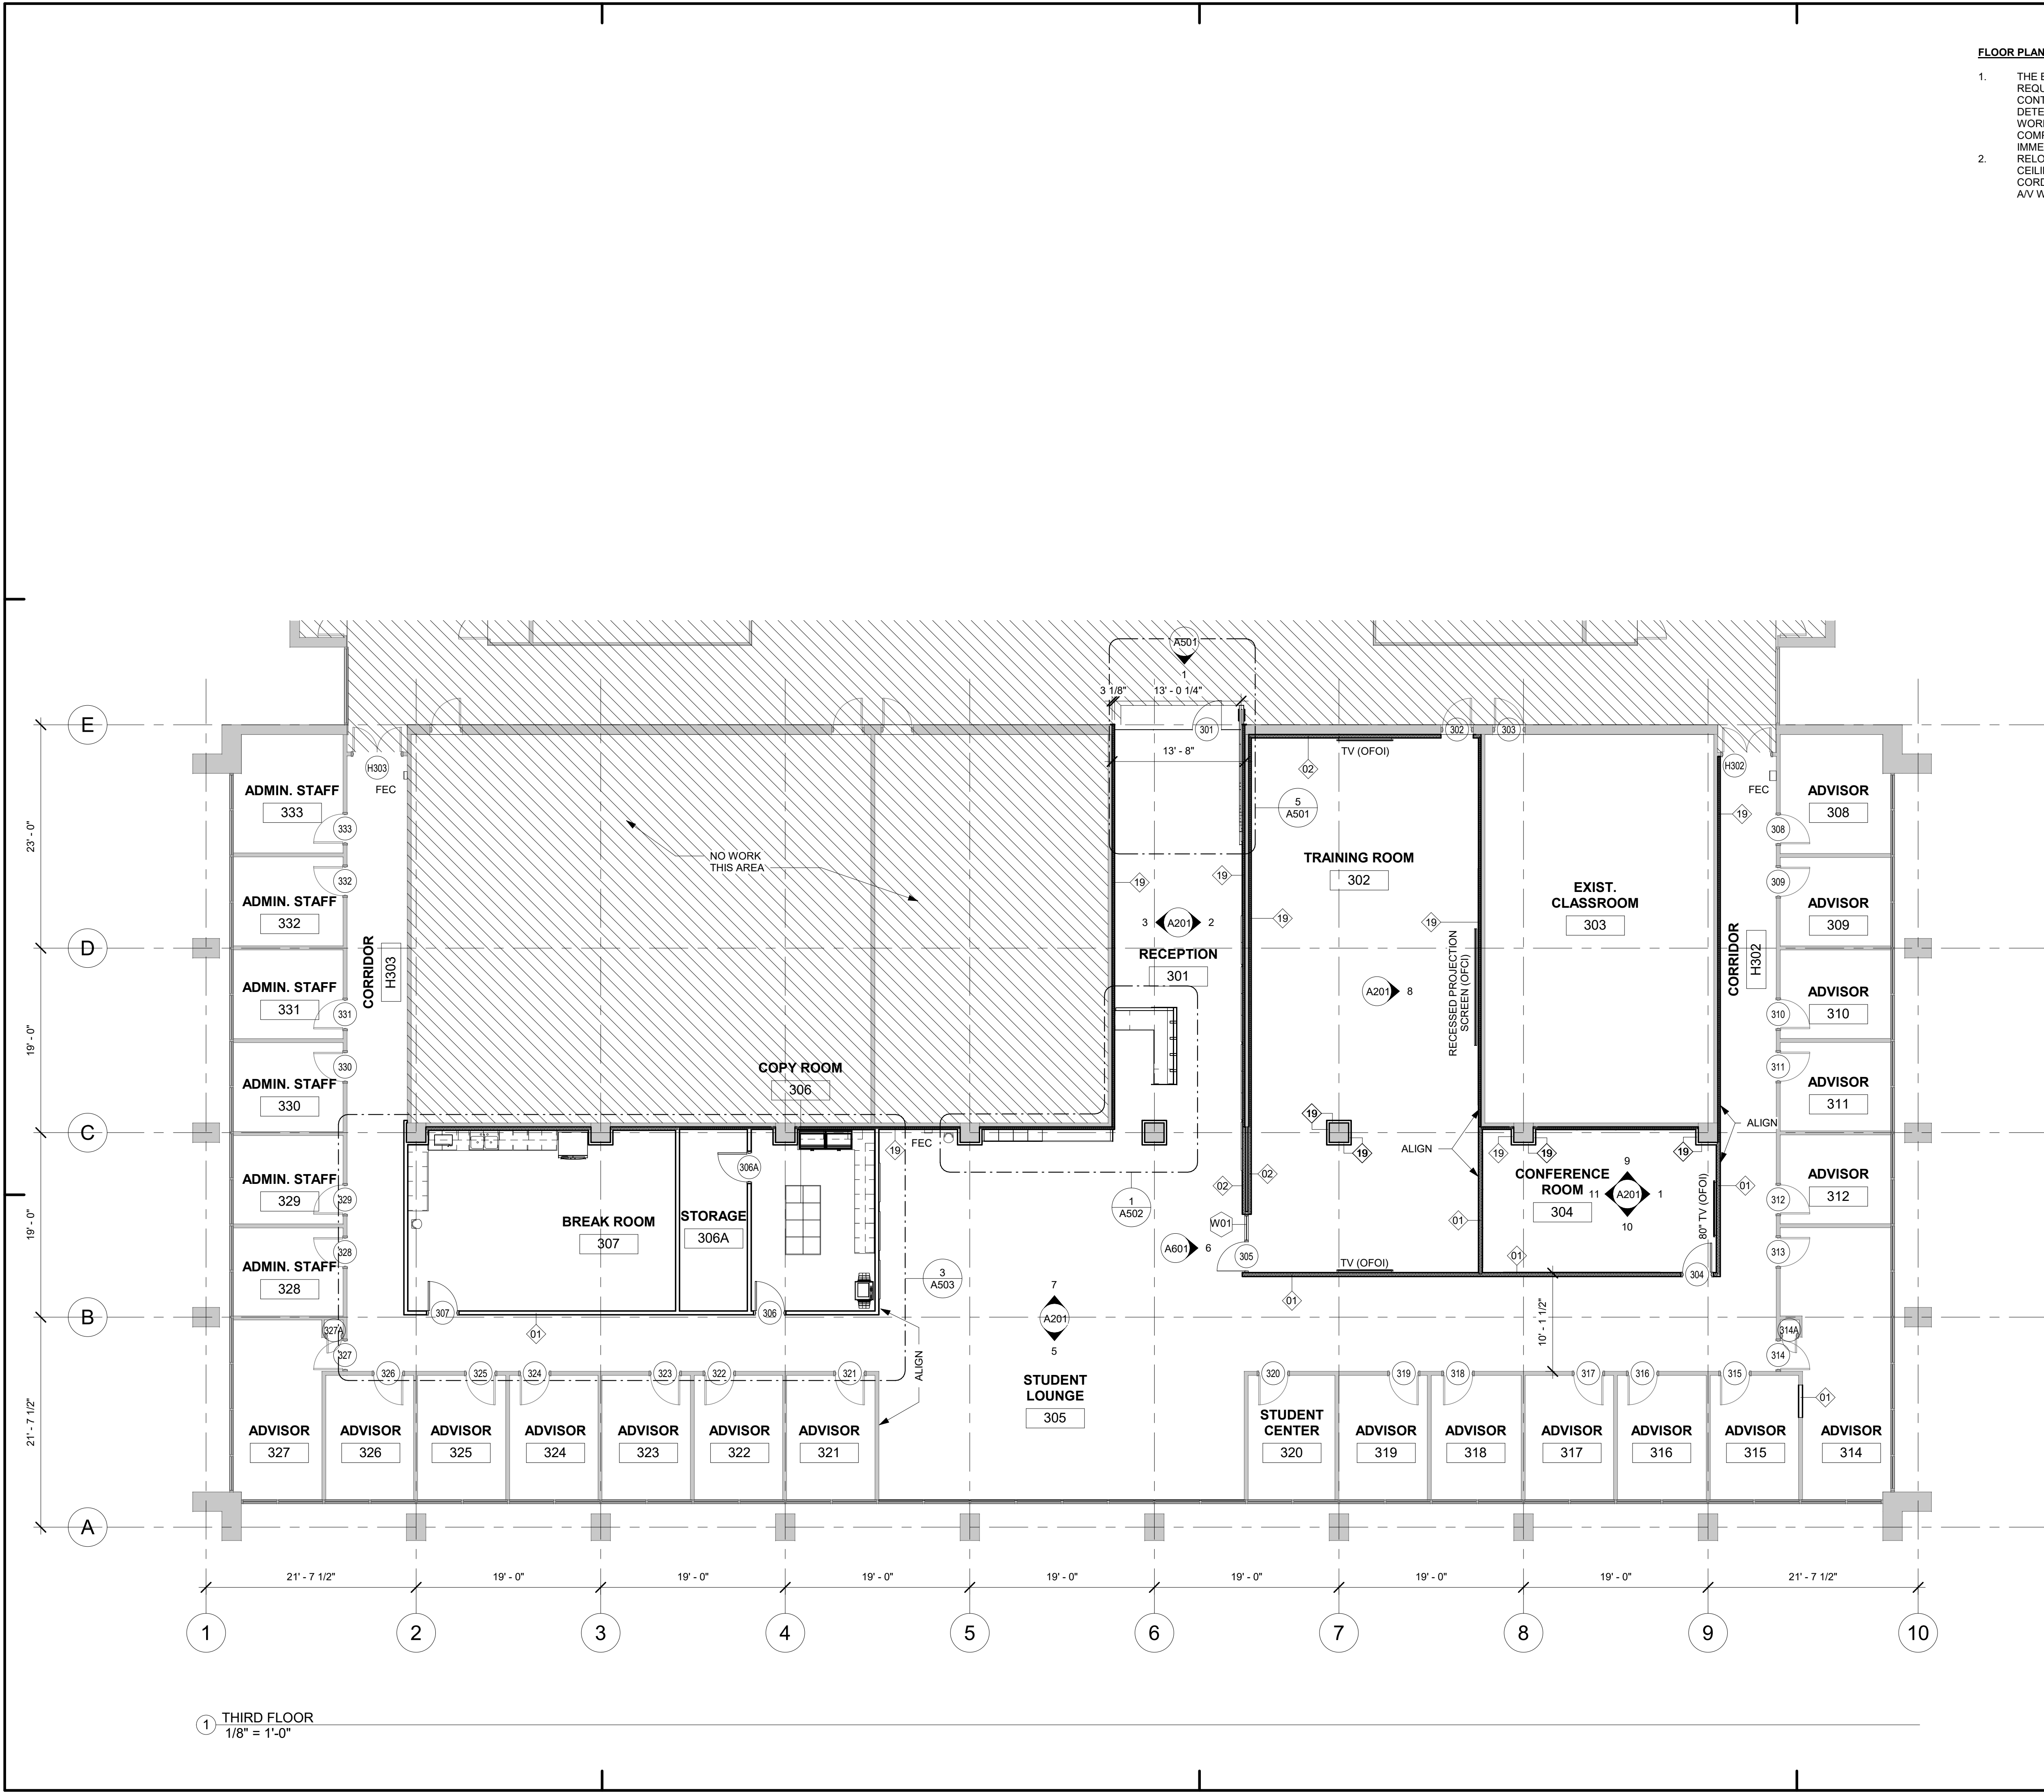 FLOOR PLAN
1. THE E
REQU
CONT
DETE
WOR
COMP
IMME
2. RELO
CEILI
CORD
A/V W
A501
1
3 1/8" 13' - 0 1/4"
E
301
302
303
H303
FEC
13' - 8"
TV (OFOI)
02
H302
FEC
ADMIN. STAFF
333
333
5
A501
ADVISOR
308
308
19
23' - 0"
NO WORK
THIS AREA
TRAINING ROOM
302
332
19
19
309
ADMIN. STAFF
332
EXIST.
CLASSROOM
303
ADVISOR
309
3 A201 2
19
19
D
CORRIDOR
H303
RECEPTION
301
RECESSED PROJECTION
SCREEN (OFCI)
CORRIDOR
H302
ADMIN. STAFF
331
331
A201 8
ADVISOR
310
310
19' - 0"
330
COPY ROOM
306
311
ADMIN. STAFF
330
ADVISOR
311
C
19
FEC
19
19
ALIGN
19
19
19
ALIGN
306A
ADMIN. STAFF
329
329
CONFERENCE
ROOM
304
9
11 A201 1
10
80" TV (OFOI)
01
ADVISOR
312
312
02
02
1
A502
19' - 0"
BREAK ROOM
307
STORAGE
306A
W01
01
328
A601 6
305
01
313
ADMIN. STAFF
328
3
A503
TV (OFOI)
304
01
7
A201
5
B
307
306
01
10' - 1 1/2"
327A
327
314A
314
ALIGN
326
325
324
323
322
321
320
319
318
317
316
315
01
21' - 7 1/2"
STUDENT
LOUNGE
305
ADVISOR
327
ADVISOR
326
ADVISOR
325
ADVISOR
324
ADVISOR
323
ADVISOR
322
ADVISOR
321
STUDENT
CENTER
320
ADVISOR
319
ADVISOR
318
ADVISOR
317
ADVISOR
316
ADVISOR
315
ADVISOR
314
A
21' - 7 1/2" 19' - 0" 19' - 0" 19' - 0" 19' - 0" 19' - 0" 19' - 0" 19' - 0" 21' - 7 1/2"
1 2 3 4 5 6 7 8 9 10
1 THIRD FLOOR
1/8" = 1'-0"